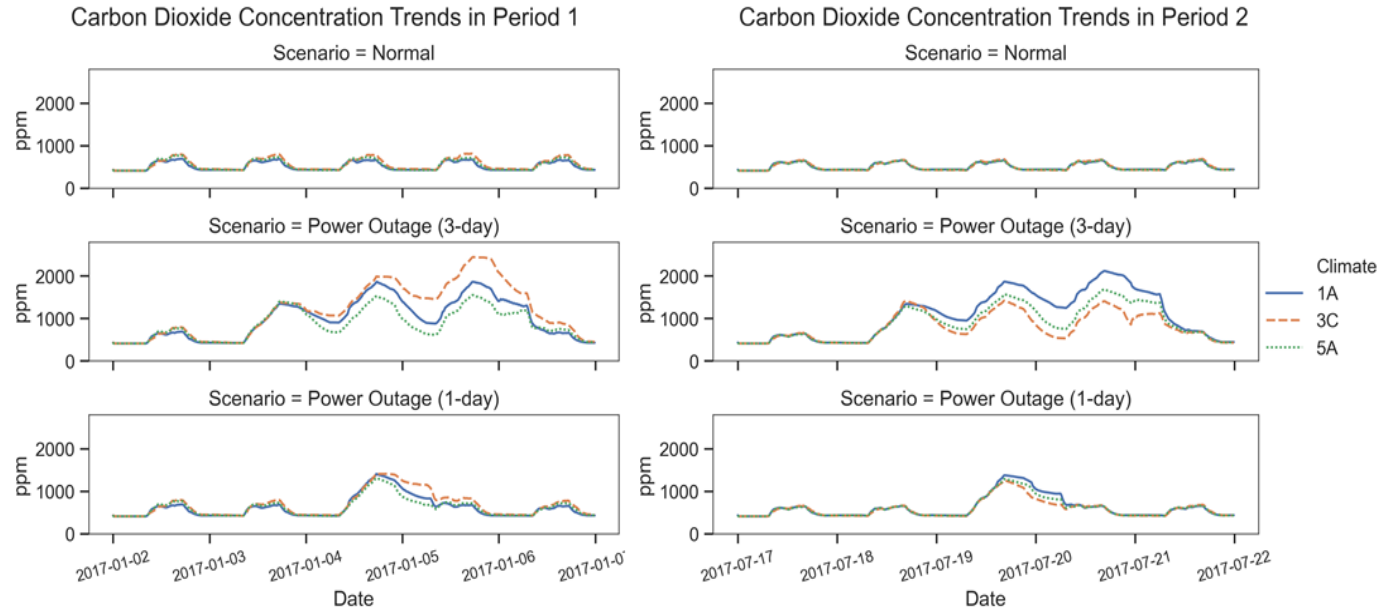 Carbon Dioxide Concentration Trends in Period 1
Scenario = Normal
ppm
2000
1000
0
Scenario = Power Outage (3-day)
ppm
2000
1000
0
Scenario = Power Outage (1-day)
ppm
2000
1000
0
2017-01-02
2017-01-03
2017-01-04
2017-01-05
2017-01-06
2017-01-0
Date
Carbon Dioxide Concentration Trends in Period 2
Scenario = Normal
ppm
2000
1000
0
Scenario = Power Outage (3-day)
ppm
2000
1000
0
Scenario = Power Outage (1-day)
ppm
2000
1000
0
2017-07-17
2017-07-18
2017-07-19
2017-07-20
2017-07-21
2017-07-22
Date
Climate
1A
3C
5A